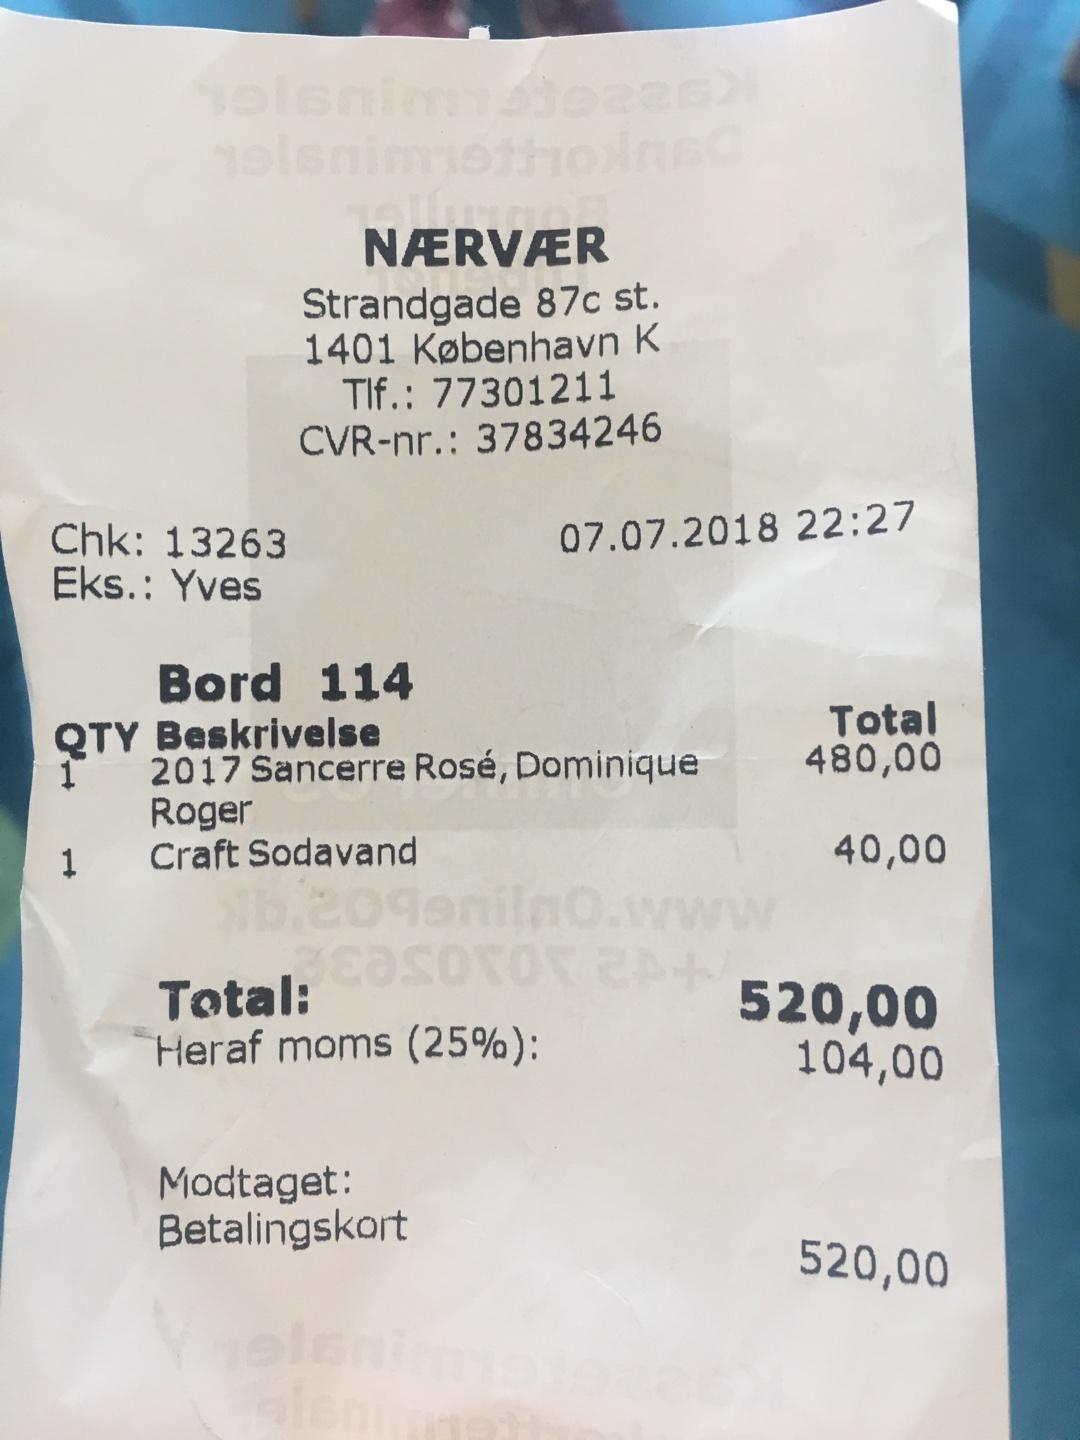 NÆRVÆR
Strandgade 87c st.
1401 København K
Tlf.: 77301211
CVR-nr.: 37834246
Chk: 13263 07.07.2018 22:27
Eks.: Yves
Bord 114
QTY Beskrivelse Total
1 2017 Sancerre Rosé, Dominique 480,00
Roger
1 Craft Sodavand 40,00
Total: 520,00
Heraf moms (25%): 104,00
Modtaget:
Betalingskort
520,00